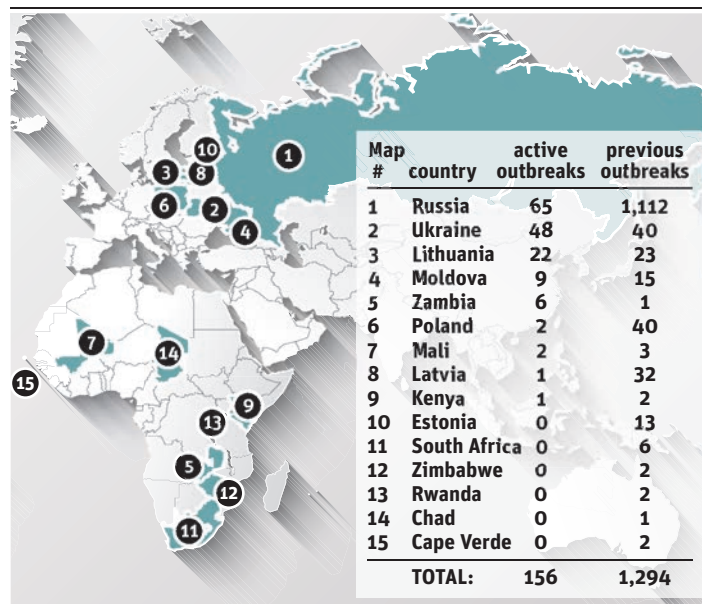 Map # country active outbreaks previous outbreaks
1 Russia 65 1,112
2 Ukraine 48 40
3 Lithuania 22 23
4 Moldova 9 15
5 Zambia 6 1
6 Poland 2 40
7 Mali 2 3
8 Latvia 1 32
9 Kenya 1 2
10 Estonia 0 13
11 South Africa 0 6
12 Zimbabwe 0 2
13 Rwanda 0 2
14 Chad 0 1
15 Cape Verde 0 2
TOTAL: 156 1,294
10
1
3
8
6
2
4
7
14
15
9
13
5
12
11